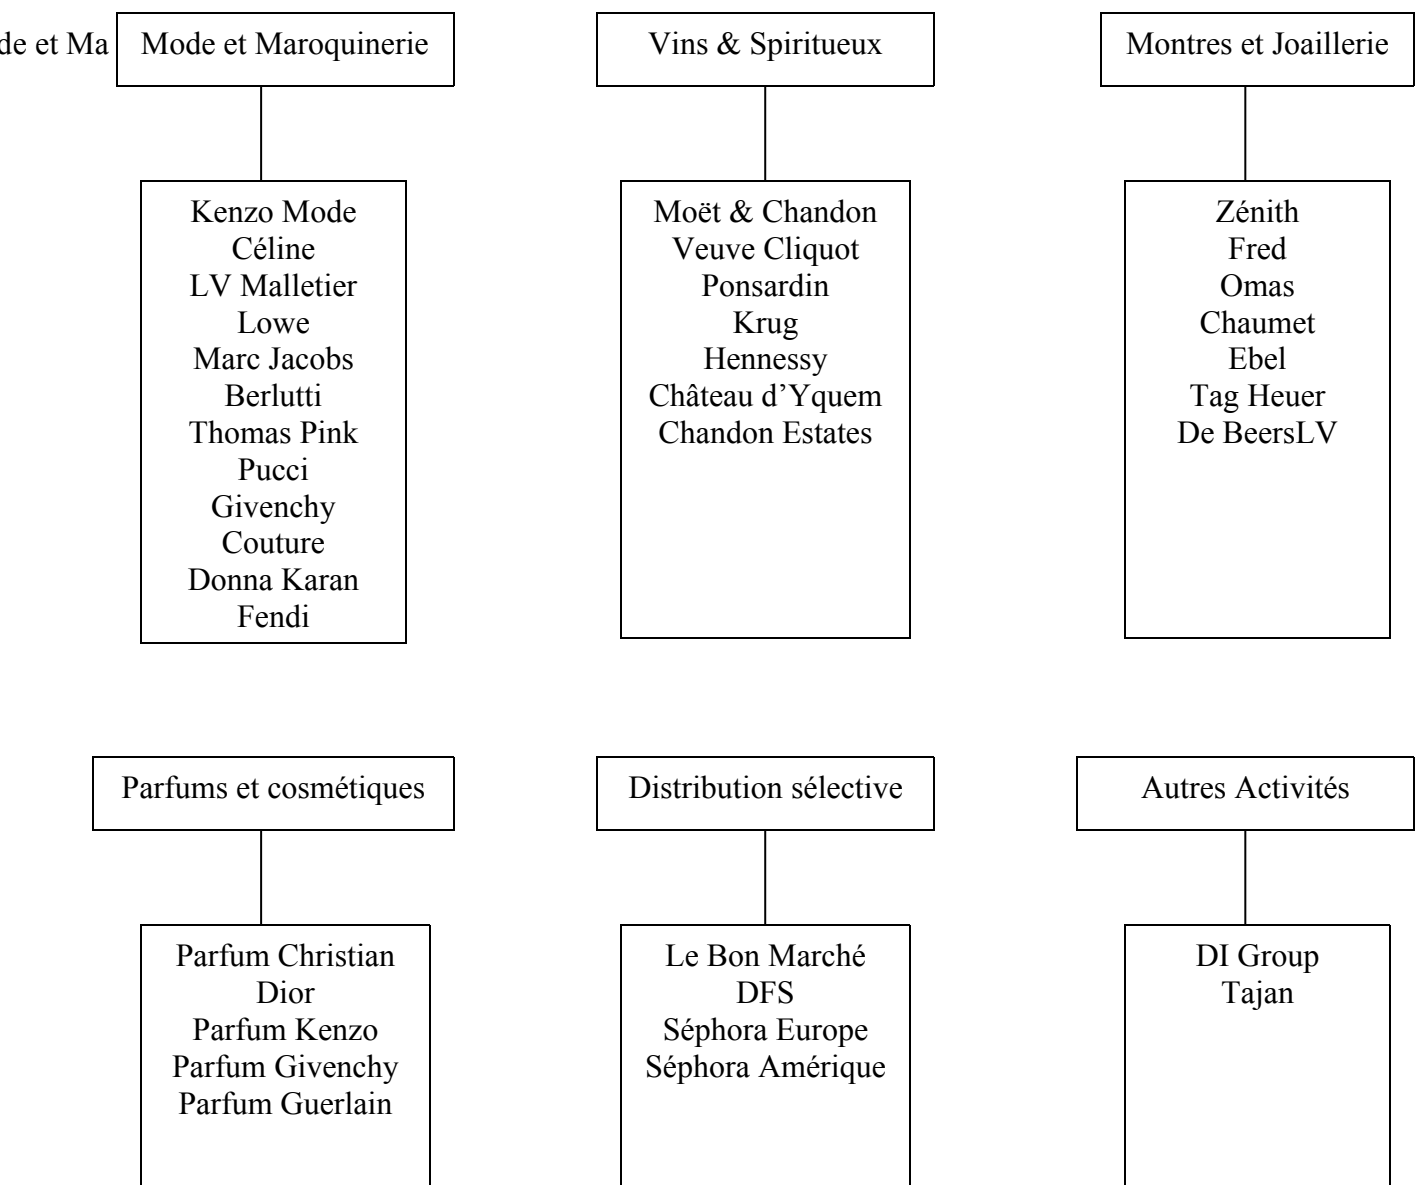 de et Ma
Mode et Maroquinerie
Vins & Spiritueux
Montres et Joaillerie
Kenzo Mode
Céline
LV Malletier
Lowe
Marc Jacobs
Berlutti
Thomas Pink
Pucci
Givenchy
Couture
Donna Karan
Fendi
Moët & Chandon
Veuve Cliquot
Ponsardin
Krug
Hennessy
Château d’Yquem
Chandon Estates
Zénith
Fred
Omas
Chaumet
Ebel
Tag Heuer
De BeersLV
Parfums et cosmétiques
Distribution sélective
Autres Activités
Parfum Christian
Dior
Parfum Kenzo
Parfum Givenchy
Parfum Guerlain
Le Bon Marché
DFS
Séphora Europe
Séphora Amérique
DI Group
Tajan